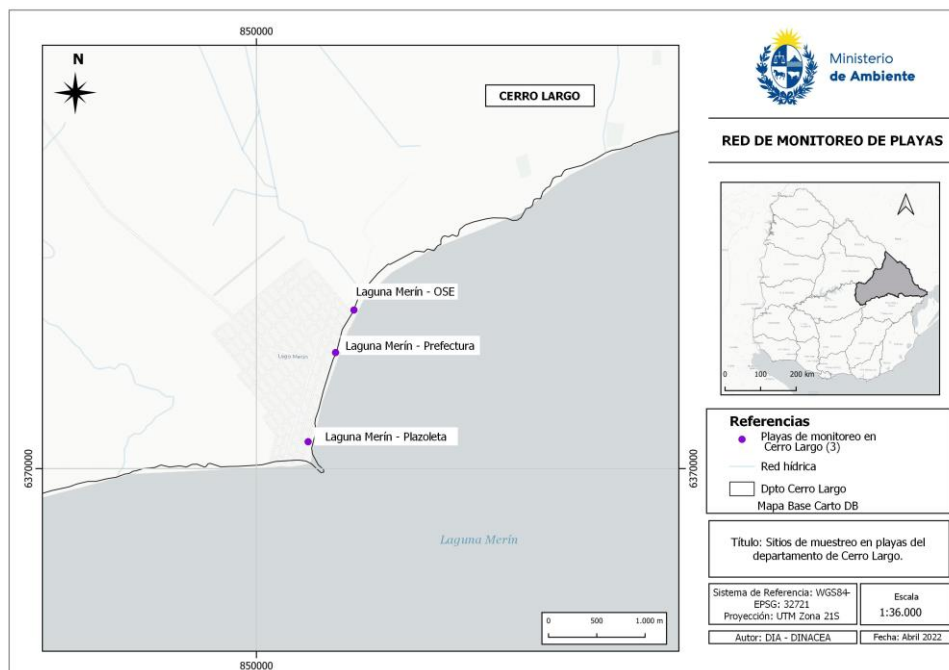 850000
N
CERRO LARGO
Laguna Merín - OSE
Laguna Merín - Prefectura
Lago Merín
Laguna Merín - Plazoleta
6370000
6370000
Laguna Merín
0 500 1.000 m
850000
Ministerio
de Ambiente
RED DE MONITOREO DE PLAYAS
0 100 200 km
Referencias
Playas de monitoreo en
Cerro Largo (3)
Red hídrica
Dpto Cerro Largo
Mapa Base Carto DB
Título: Sitios de muestreo en playas del
departamento de Cerro Largo.
Sistema de Referencia: WGS84-
EPSG: 32721
Proyección: UTM Zona 21S
Escala
1:36.000
Autor: DIA - DINACEA
Fecha: Abril 2022